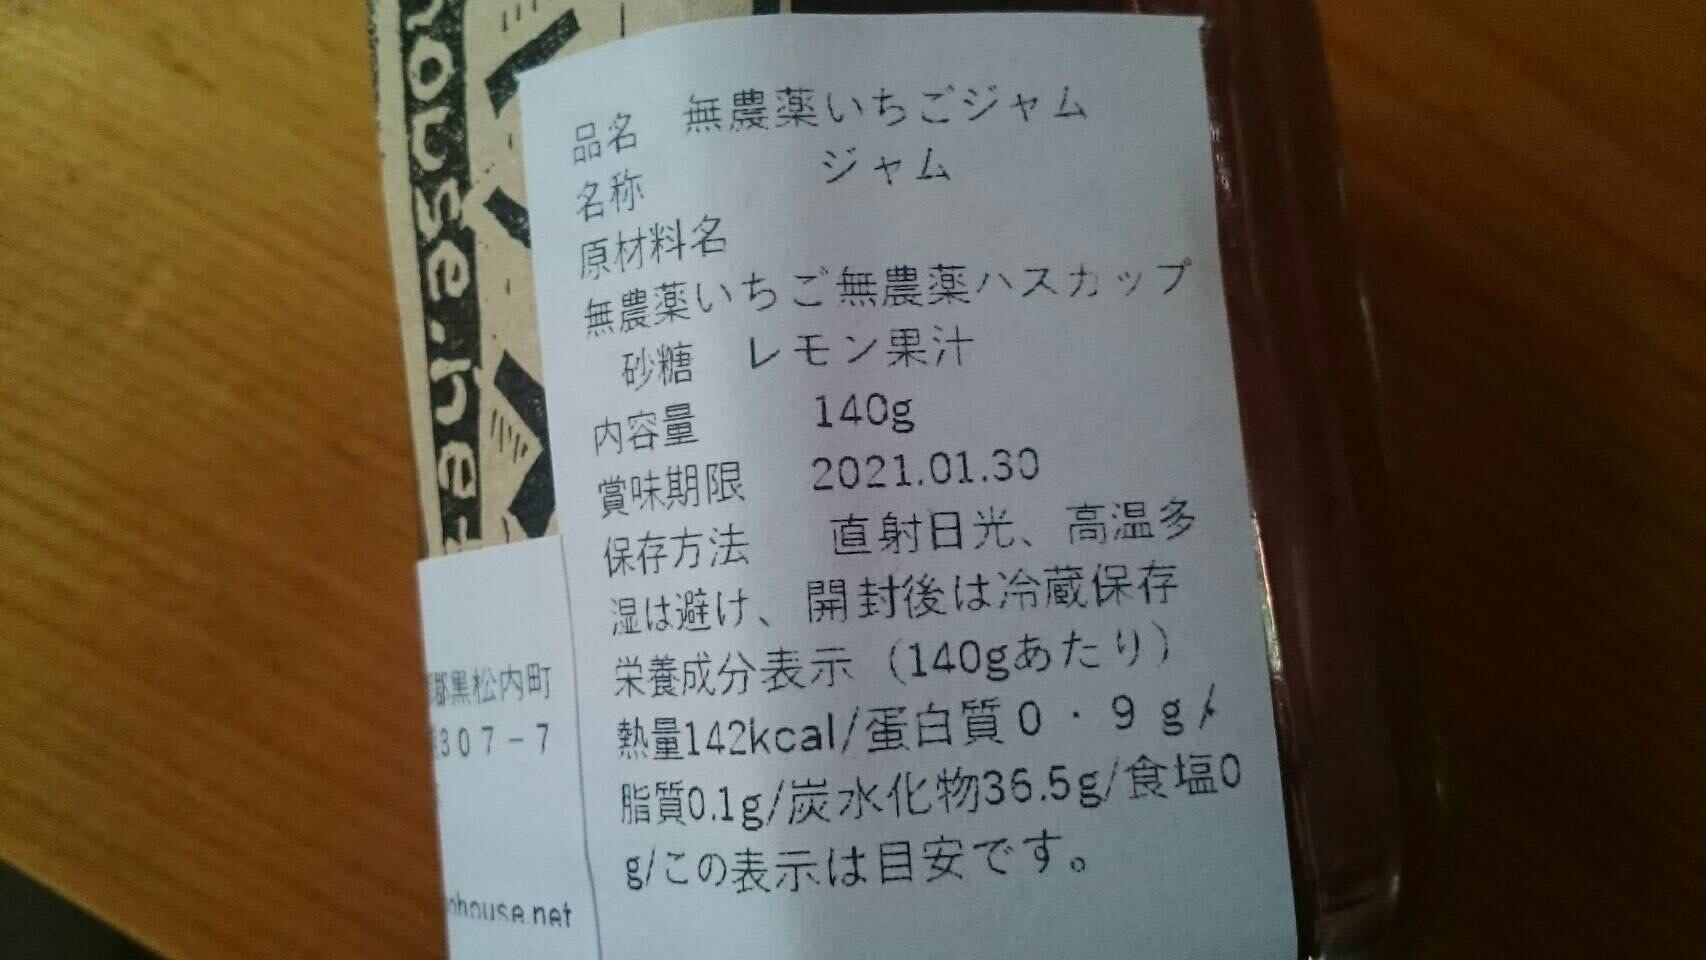 house.ne
品名 無農薬いちごジャム
名称 ジャム
原材料名
無農薬いちご無農薬ハスカップ
砂糖 レモン果汁
内容量 140g
賞味期限 2021.01.30
保存方法 直射日光、高温多
湿は避け、開封後は冷蔵保存
栄養成分表示（140gあたり）
熱量142kcal/蛋白質0・9g/
脂質0.1g/炭水化物36.5g/食塩0
g/この表示は目安です。
郡黒松内町
307-7
ohouse.net